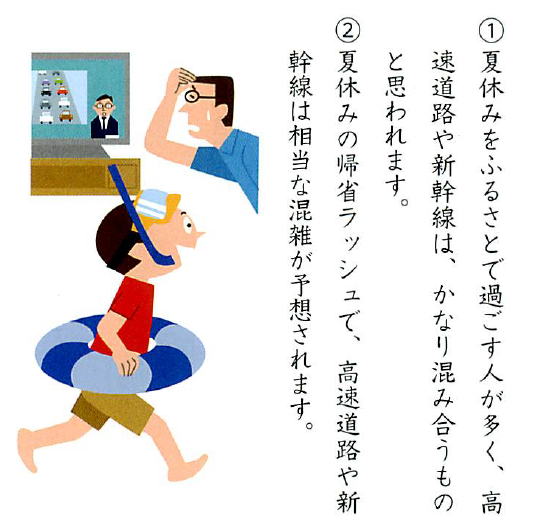 ①夏休みをふるさとで過ごす人が多く、高
速道路や新幹線は、かなり混み合うもの
と思われます。
②夏休みの帰省ラッシュで、高速道路や新
幹線は相当な混雑が予想されます。